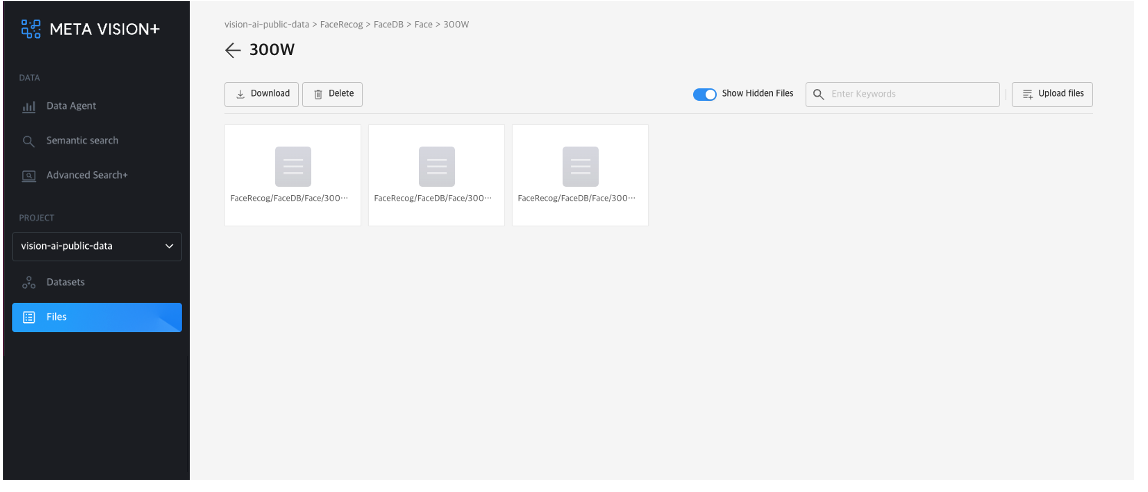 META VISION+
DATA
Data Agent
Semantic search
Advanced Search+
PROJECT
vision-ai-public-data
Datasets
Files
vision-ai-public-data > FaceRecog > FaceDB > Face > 300W
300W
Download
Delete
Show Hidden Files
Enter Keywords
Upload files
FaceRecog/FaceDB/Face/300···
FaceRecog/FaceDB/Face/300···
FaceRecog/FaceDB/Face/300···